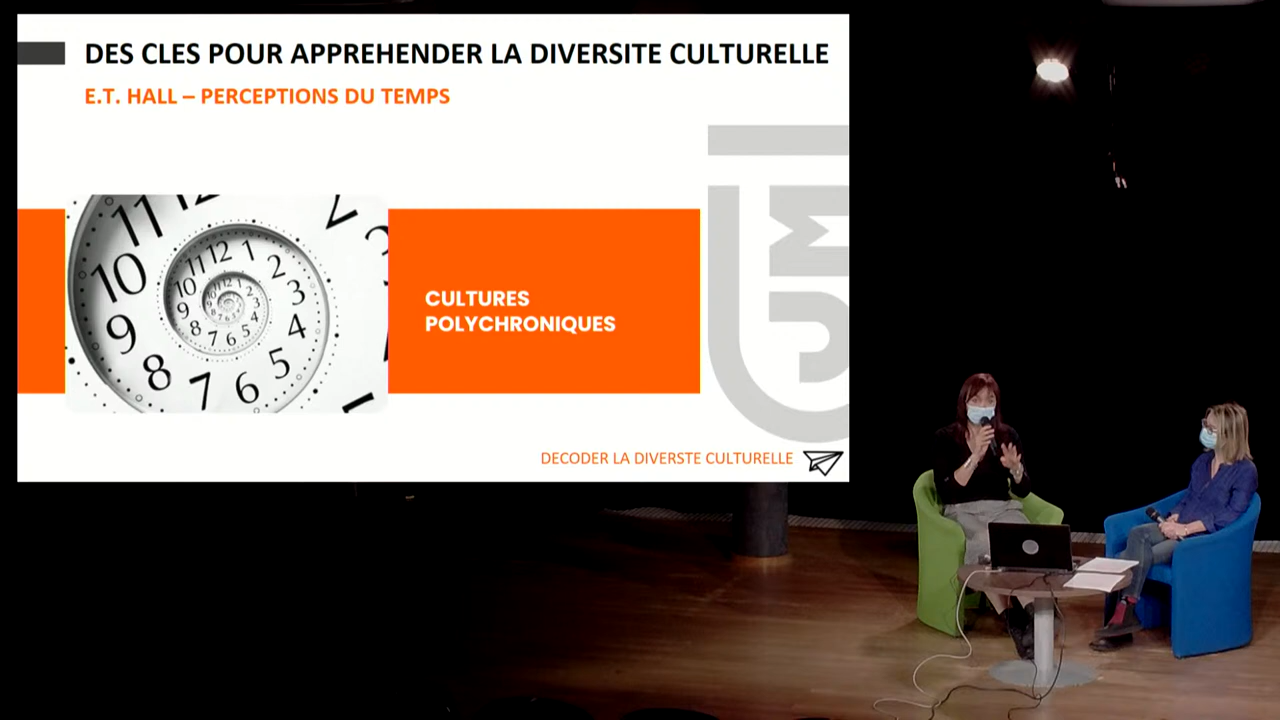 DES CLES POUR APPREHENDER LA DIVERSITE CULTURELLE
E.T. HALL – PERCEPTIONS DU TEMPS
CULTURES
POLYCHRONIQUES
DECODER LA DIVERSTE CULTURELLE